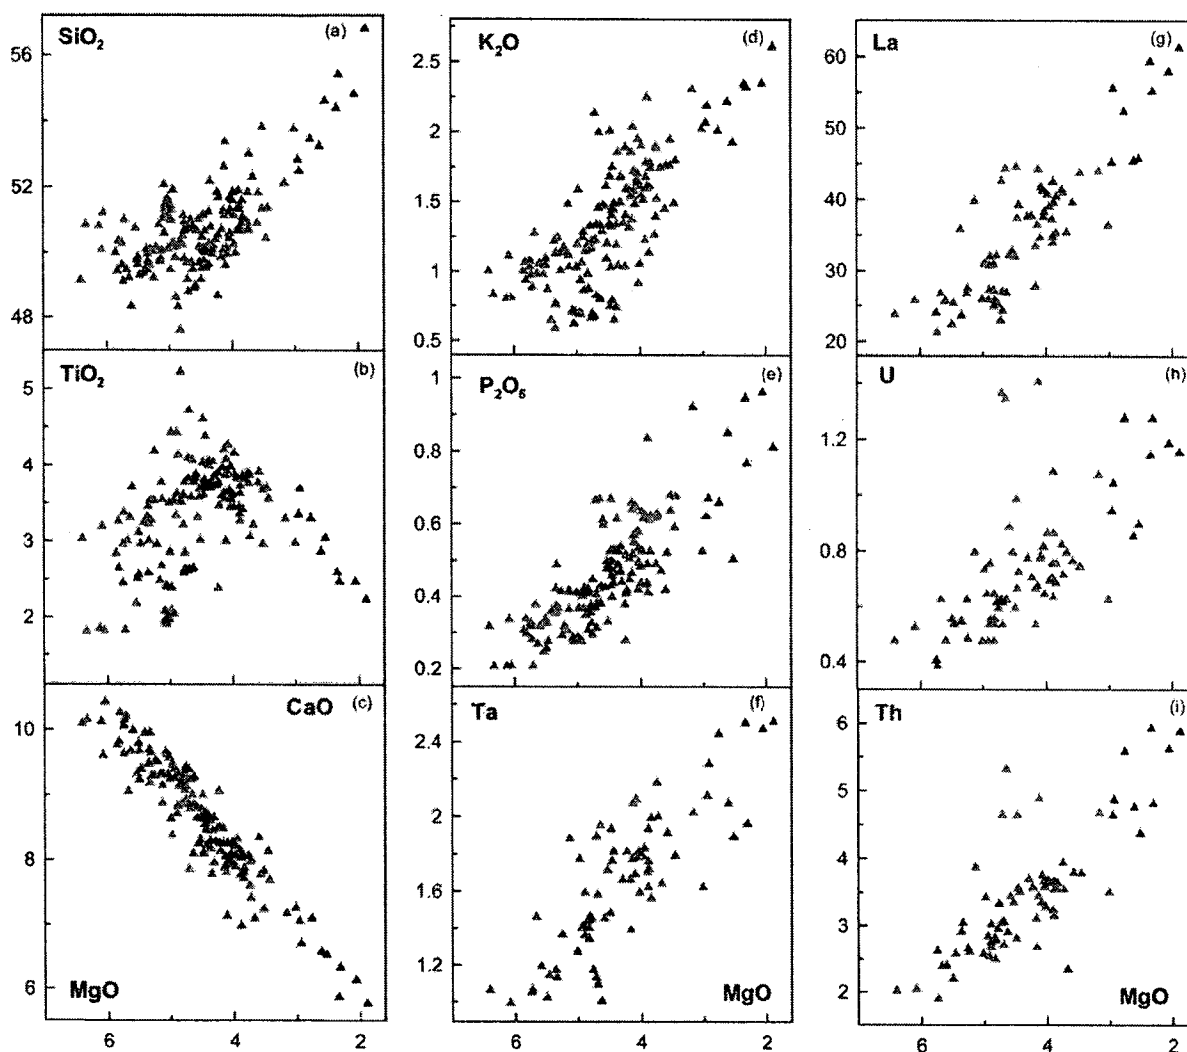 SiO₂ (a)
56
52
48
TiO₂ (b)
5
4
3
2
CaO (c)
10
8
6
MgO
6 4 2
K₂O (d)
2.5
2
1.5
1
0.5
P₂O₅ (e)
1
0.8
0.6
0.4
0.2
Ta (f)
2.4
2
1.6
1.2
MgO
6 4 2
La (g)
60
50
40
30
20
U (h)
1.2
0.8
0.4
Th (i)
6
5
4
3
2
MgO
6 4 2